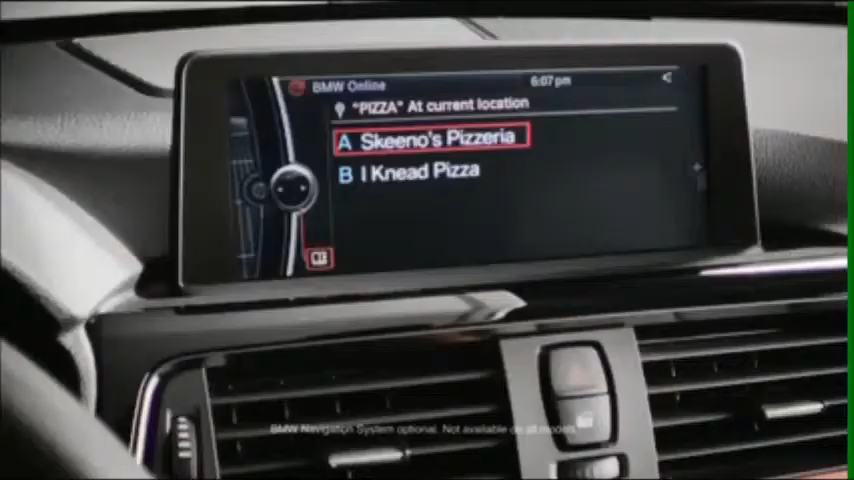 BMW Online
6:07 pm
"PIZZA" At current location
A Skeeno's Pizzeria
B I Knead Pizza
BMW Navigation System optional. Not available on all models.